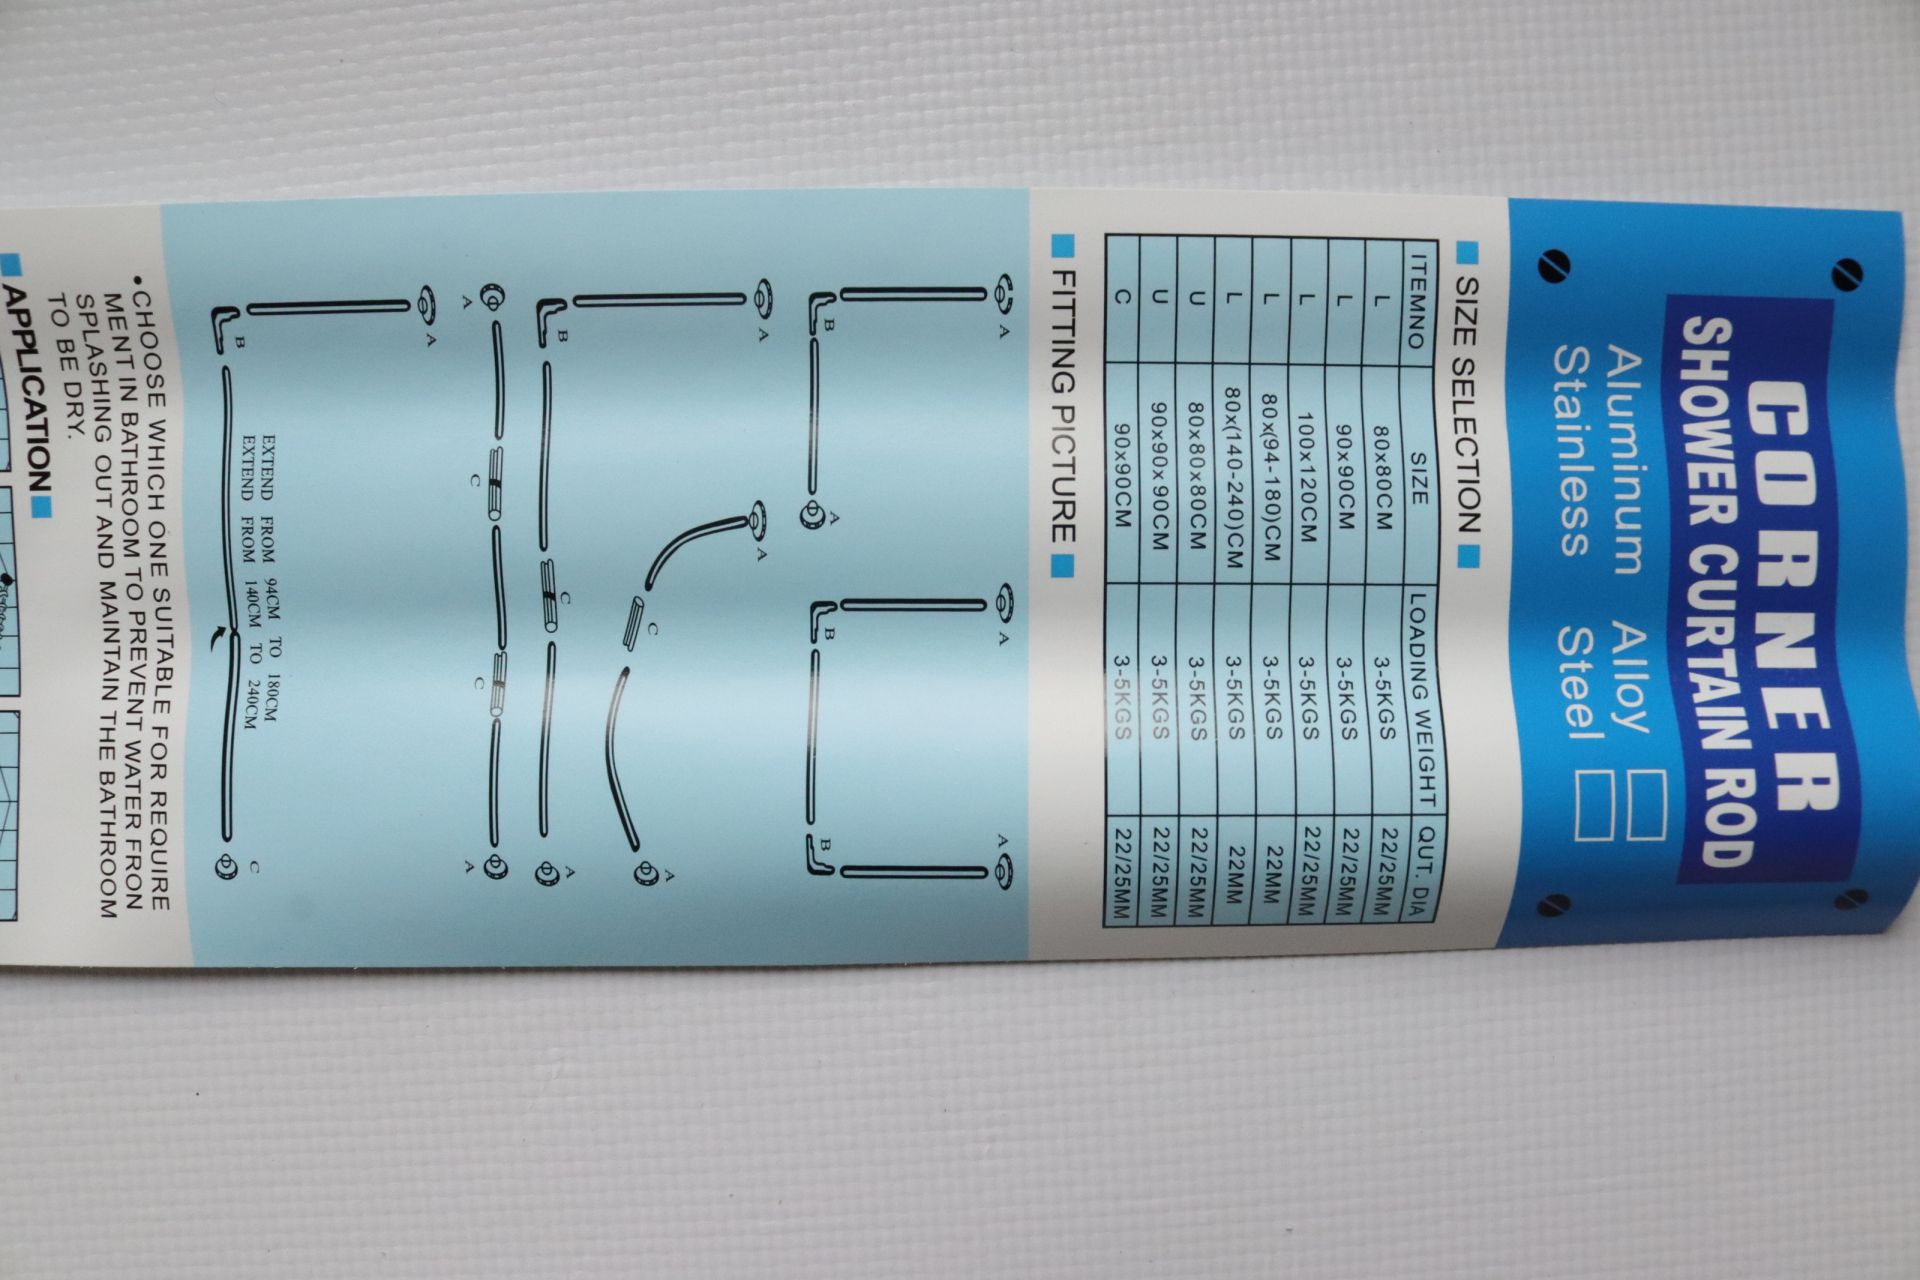 CORNER
SHOWER CURTAIN ROD
Aluminum Alloy
Stainless Steel
SIZE SELECTION
ITEMNO SIZE LOADING WEIGHT QUT. DIA
L 80x80CM 3-5KGS 22/25MM
L 90x90CM 3-5KGS 22/25MM
L 100x120CM 3-5KGS 22/25MM
L 80x(94-180)CM 3-5KGS 22MM
L 80x(140-240)CM 3-5KGS 22MM
U 80x80x80CM 3-5KGS 22/25MM
U 90x90x90CM 3-5KGS 22/25MM
C 90x90CM 3-5KGS 22/25MM
FITTING PICTURE
A A A
B B B
A
A
C
A
A
B C A
A C C A
A
B C
EXTEND FROM 94CM TO 180CM
EXTEND FROM 140CM TO 240CM
•CHOOSE WHICH ONE SUITABLE FOR REQUIRE
MENT IN BATHROOM TO PREVENT WATER FRON
SPLASHING OUT AND MAINTAIN THE BATHROOM
TO BE DRY.
APPLICATION